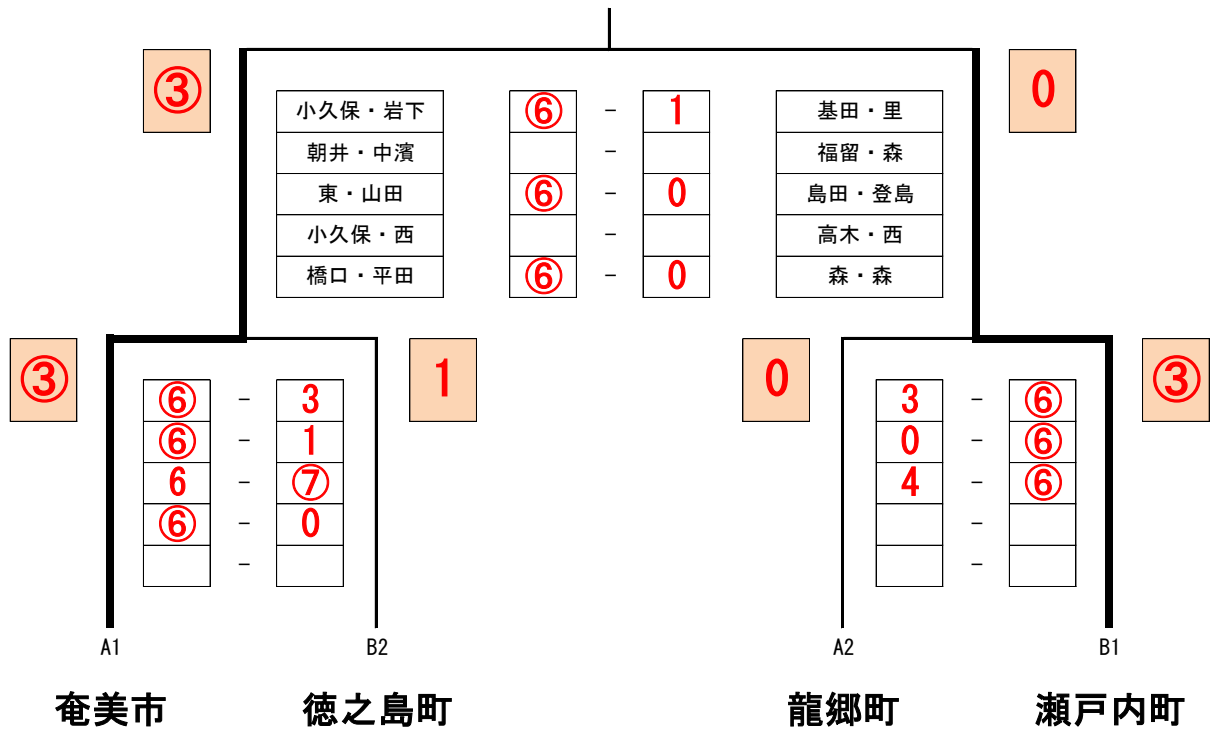 ③ 0
小久保・岩下 ⑥ - 1 基田・里
朝井・中濱 - 福留・森
東・山田 ⑥ - 0 島田・登島
小久保・西 - 高木・西
橋口・平田 ⑥ - 0 森・森
③ 1 0 ③
⑥ - 3 3 - ⑥
⑥ - 1 0 - ⑥
6 - ⑦ 4 - ⑥
⑥ - 0 -
- -
A1 B2 A2 B1
奄美市 徳之島町 龍郷町 瀬戸内町